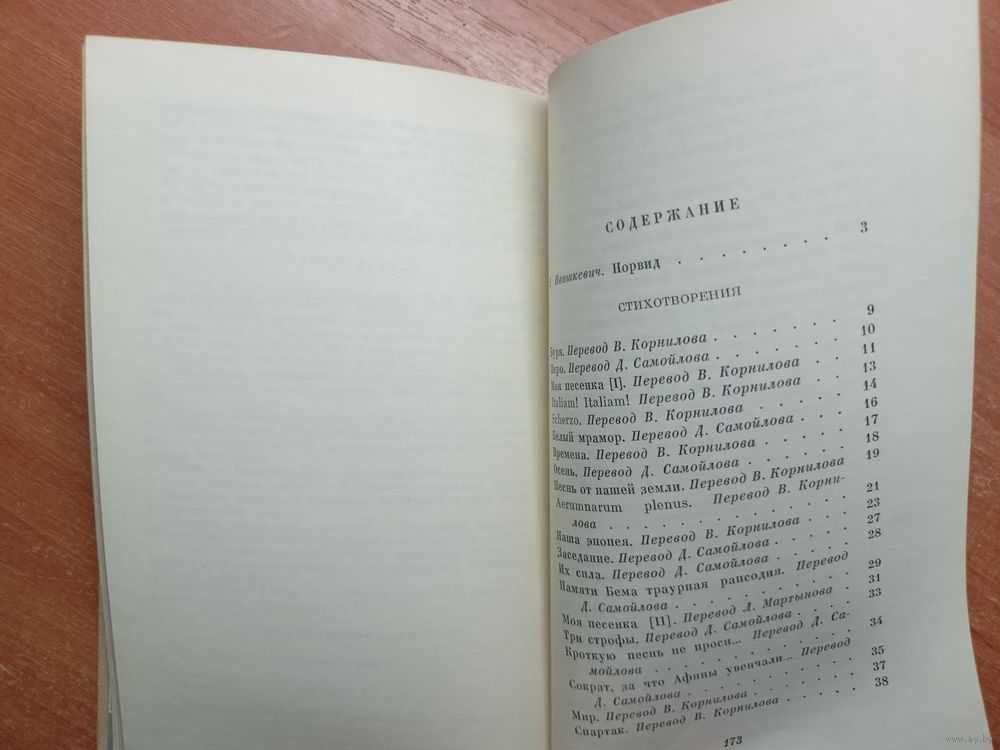 СОДЕРЖАНИЕ
Ивашкевич. Норвид . . . . . . . . 3
СТИХОТВОРЕНИЯ
Буря. Перевод В. Корнилова . . . . . . 9
Перо. Перевод Д. Самойлова . . . . . . 10
Моя песенка [I]. Перевод В. Корнилова . . 11
Italiam! Italiam! Перевод В. Корнилова . . 13
Scherzo. Перевод В. Корнилова . . . . . 14
Белый мрамор. Перевод Д. Самойлова . . . 16
Времена. Перевод В. Корнилова . . . . . 17
Осень. Перевод Д. Самойлова . . . . . 18
Песнь от нашей земли. Перевод В. Корнилова 19
Aerumnarum plenus. Перевод В. Корни-
лова . . . . . . . . . . . . 21
Наша эпопея. Перевод В. Корнилова . . . 23
Заседание. Перевод Д. Самойлова . . . . 27
Их сила. Перевод Д. Самойлова . . . . . 28
Памяти Бема траурная рапсодия. Перевод
Д. Самойлова . . . . . . . . . 29
Моя песенка [II]. Перевод Л. Мартынова . 31
Три строфы. Перевод Д. Самойлова . . . . 33
Кроткую песнь не проси... Перевод Д. Са-
мойлова . . . . . . . . . . 34
Сократ, за что Афины увенчали... Перевод
Д. Самойлова . . . . . . . . . 35
Мир. Перевод В. Корнилова . . . . . . 37
Спартак. Перевод В. Корнилова . . . . . 38
173
www.ay.by